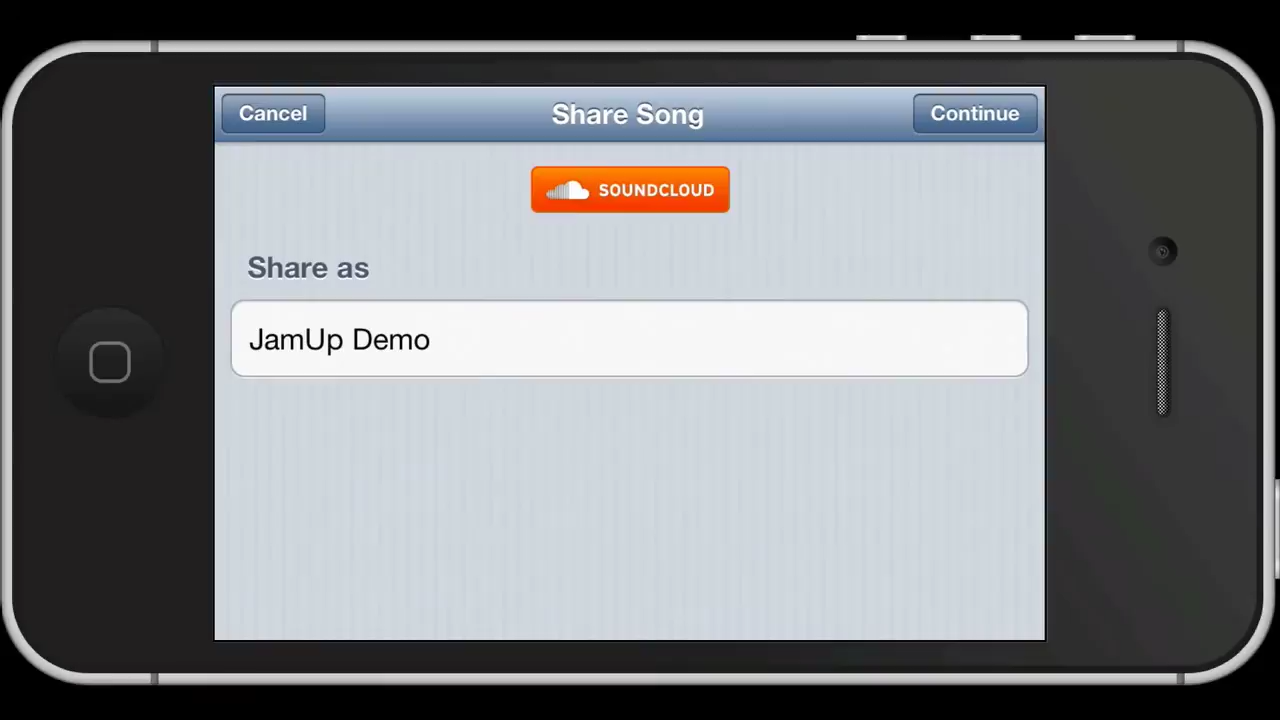 Cancel
Share Song
Continue
SOUNDCLOUD
Share as
JamUp Demo